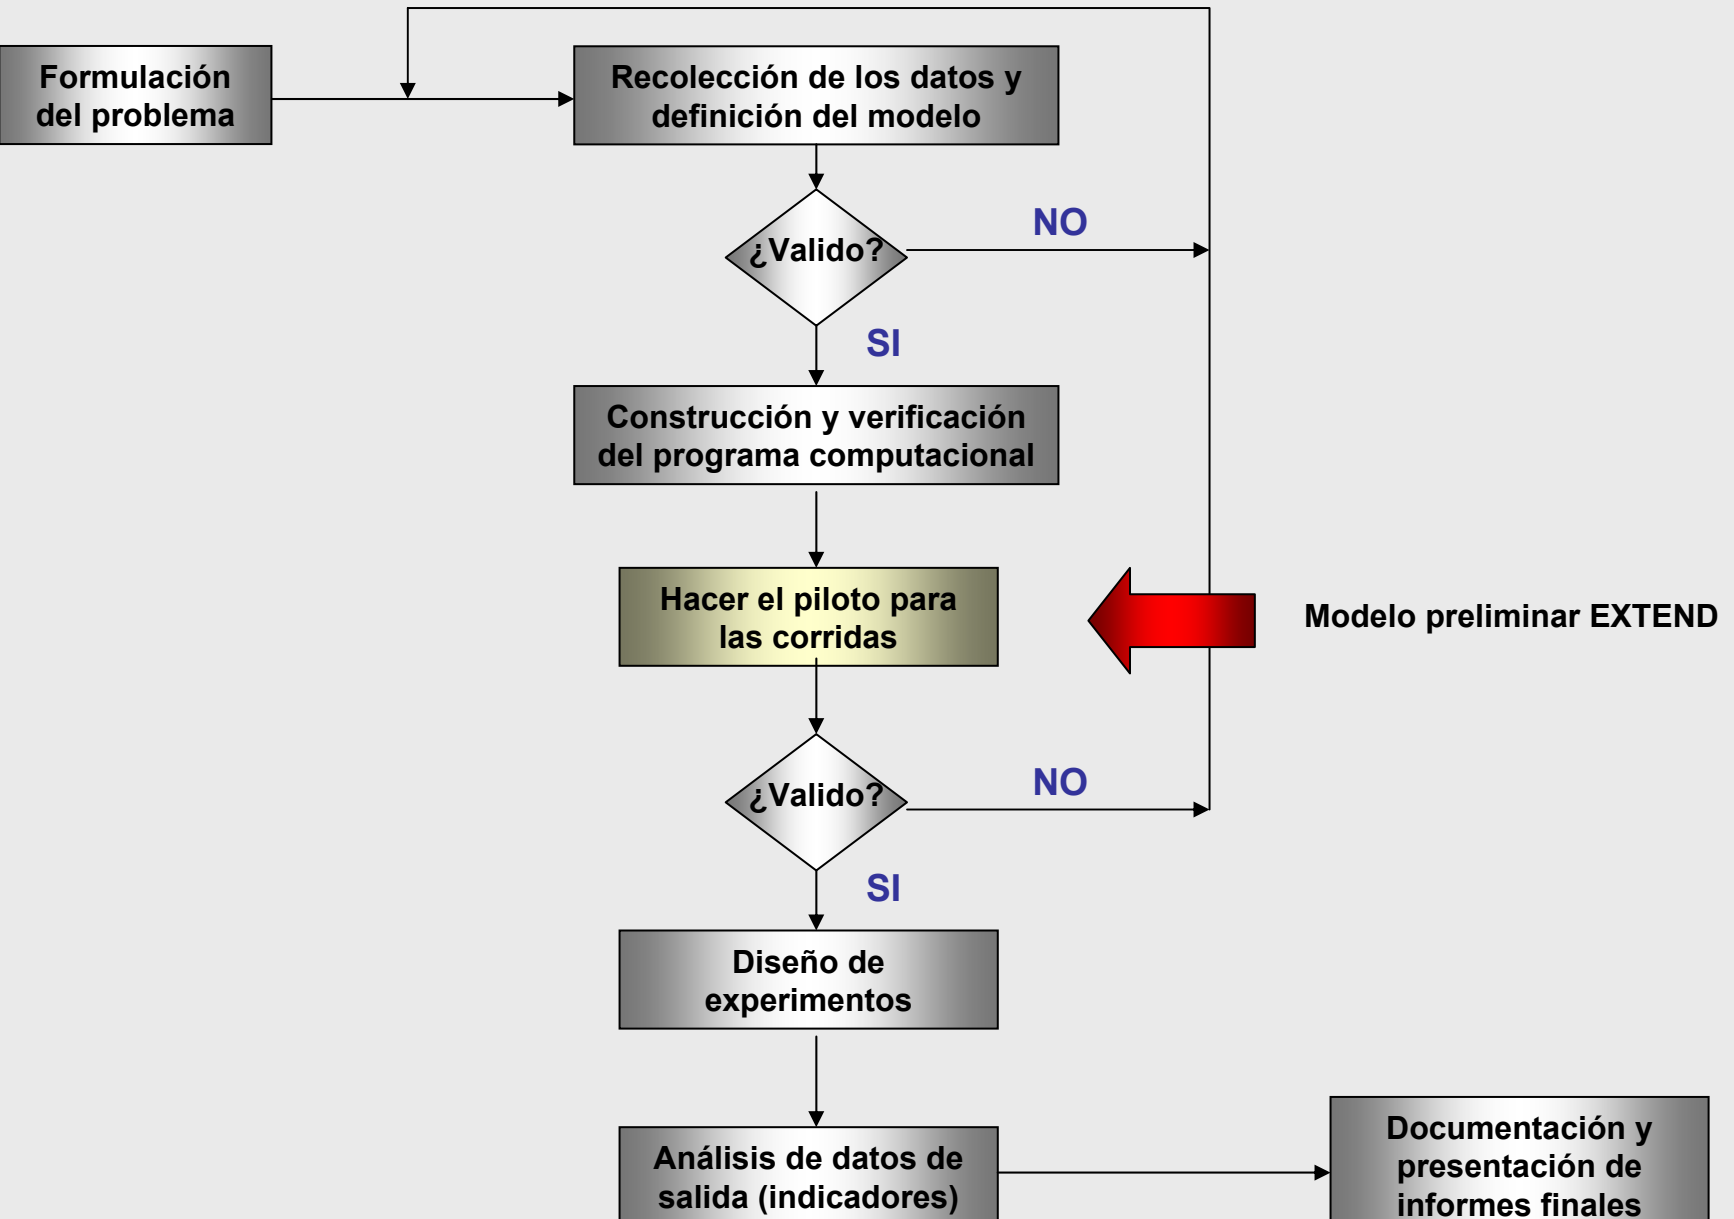 Formulación
del problema
Recolección de los datos y
definición del modelo
¿Valido?
NO
SI
Construcción y verificación
del programa computacional
Hacer el piloto para
las corridas
Modelo preliminar EXTEND
¿Valido?
NO
SI
Diseño de
experimentos
Análisis de datos de
salida (indicadores)
Documentación y
presentación de
informes finales